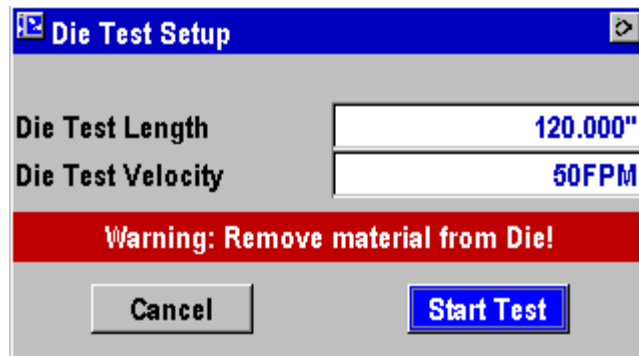 Die Test Setup
Die Test Length 120.000"
Die Test Velocity 50FPM
Warning: Remove material from Die!
Cancel Start Test